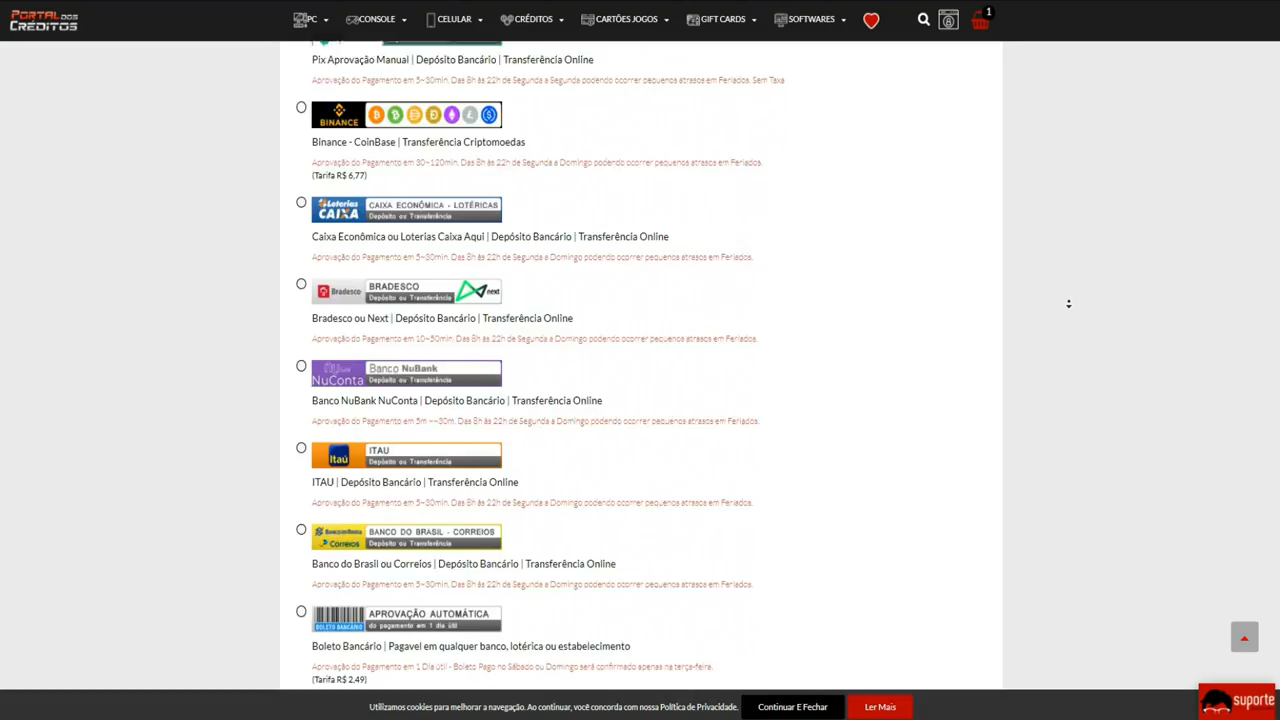 PORTAL DOS CRÉDITOS
PC CONSOLE CELULAR CRÉDITOS CARTÕES JOGOS GIFT CARDS SOFTWARES 1
Pix Aprovação Manual | Depósito Bancário | Transferência Online
Aprovação do Pagamento em 5~30min. Das 8h às 22h de Segunda a Segunda podendo ocorrer pequenos atrasos em Feriados. Sem Taxa
BINANCE
Binance - CoinBase | Transferência Criptomoedas
Aprovação do Pagamento em 30~120min. Das 8h às 22h de Segunda a Domingo podendo ocorrer pequenos atrasos em Feriados.
(Tarifa R$ 6,77)
Loterias CAIXA CAIXA ECONÔMICA - LOTÉRICAS
Depósito ou Transferência
Caixa Econômica ou Loterias Caixa Aqui | Depósito Bancário | Transferência Online
Aprovação do Pagamento em 5~30min. Das 8h às 22h de Segunda a Domingo podendo ocorrer pequenos atrasos em Feriados.
Bradesco BRADESCO next
Depósito ou Transferência
Bradesco ou Next | Depósito Bancário | Transferência Online
Aprovação do Pagamento em 10~50min. Das 8h às 22h de Segunda a Domingo podendo ocorrer pequenos atrasos em Feriados.
nu NuConta Banco NuBank
Depósito ou Transferência
Banco NuBank NuConta | Depósito Bancário | Transferência Online
Aprovação do Pagamento em 5m ~~30m. Das 8h às 22h de Segunda a Domingo podendo ocorrer pequenos atrasos em Feriados.
Itaú ITAU
Depósito ou Transferência
ITAU | Depósito Bancário | Transferência Online
Aprovação do Pagamento em 5~30min. Das 8h às 22h de Segunda a Domingo podendo ocorrer pequenos atrasos em Feriados.
BANCO DO BRASIL Correios BANCO DO BRASIL - CORREIOS
Depósito ou Transferência
Banco do Brasil ou Correios | Depósito Bancário | Transferência Online
Aprovação do Pagamento em 5~30min. Das 8h às 22h de Segunda a Domingo podendo ocorrer pequenos atrasos em Feriados.
BOLETO BANCÁRIO APROVAÇÃO AUTOMÁTICA
do pagamento em 1 dia útil
Boleto Bancário | Pagavel em qualquer banco, lotérica ou estabelecimento
Aprovação do Pagamento em 1 Dia útil - Boleto Pago no Sábado ou Domingo será confirmado apenas na terça-feira.
(Tarifa R$ 2,49)
Utilizamos cookies para melhorar a navegação. Ao continuar, você concorda com nossa Política de Privacidade. Continuar E Fechar Ler Mais
suporte